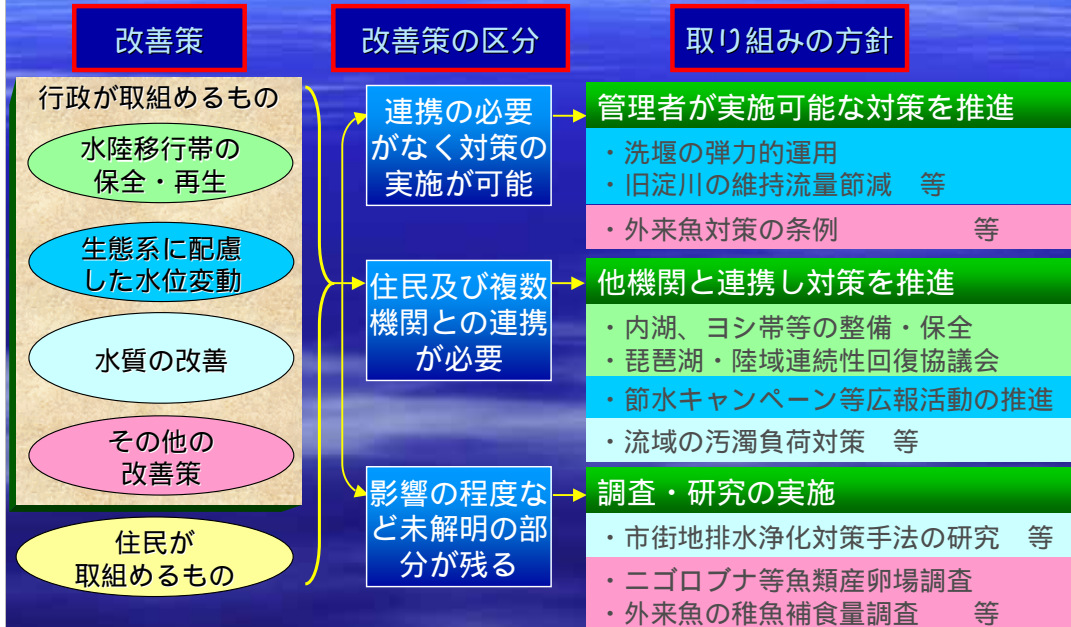 改善策
改善策の区分
取り組みの方針
行政が取組めるもの
水陸移行帯の
保全・再生
生態系に配慮
した水位変動
水質の改善
その他の
改善策
住民が
取組めるもの
連携の必要
がなく対策の
実施が可能
住民及び複数
機関との連携
が必要
影響の程度な
ど未解明の部
分が残る
管理者が実施可能な対策を推進
・洗堰の弾力的運用
・旧淀川の維持流量節減　等
・外来魚対策の条例　　　　　等
他機関と連携し対策を推進
・内湖、ヨシ帯等の整備・保全
・琵琶湖・陸域連続性回復協議会
・節水キャンペーン等広報活動の推進
・流域の汚濁負荷対策　等
調査・研究の実施
・市街地排水浄化対策手法の研究　等
・ニゴロブナ等魚類産卵場調査
・外来魚の稚魚補食量調査　　等